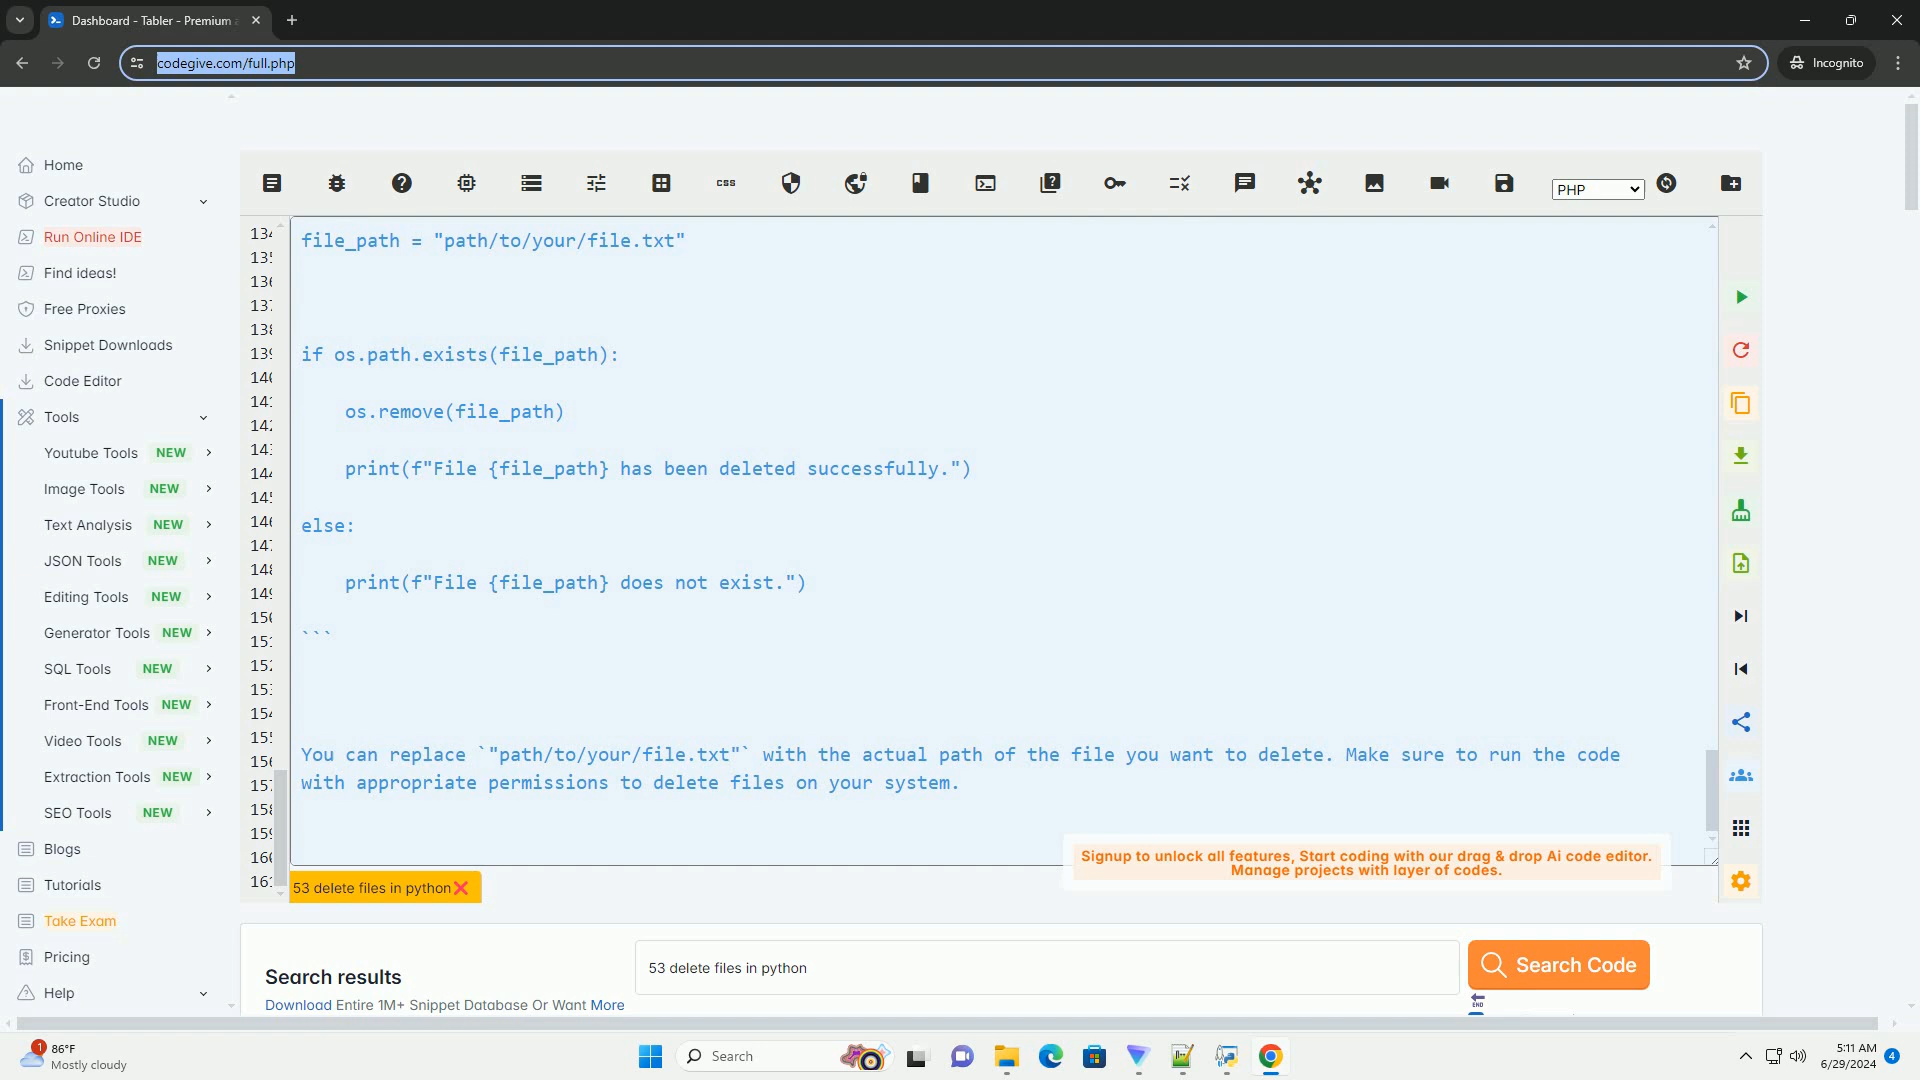 Dashboard - Tabler - Premium
codegive.com/full.php
Incognito
Home
Creator Studio
Run Online IDE
Find ideas!
Free Proxies
Snippet Downloads
Code Editor
Tools
Youtube Tools NEW
Image Tools NEW
Text Analysis NEW
JSON Tools NEW
Editing Tools NEW
Generator Tools NEW
SQL Tools NEW
Front-End Tools NEW
Video Tools NEW
Extraction Tools NEW
SEO Tools NEW
Blogs
Tutorials
Take Exam
Pricing
Help
css
PHP
file_path = "path/to/your/file.txt"
if os.path.exists(file_path):
os.remove(file_path)
print(f"File {file_path} has been deleted successfully.")
else:
print(f"File {file_path} does not exist.")
```
You can replace `"path/to/your/file.txt"` with the actual path of the file you want to delete. Make sure to run the code
with appropriate permissions to delete files on your system.
Signup to unlock all features, Start coding with our drag & drop Ai code editor.
Manage projects with layer of codes.
53 delete files in python
Search results
Download Entire 1M+ Snippet Database Or Want More
53 delete files in python
Search Code
END
1
86°F
Mostly cloudy
Search
5:11 AM
6/29/2024
4